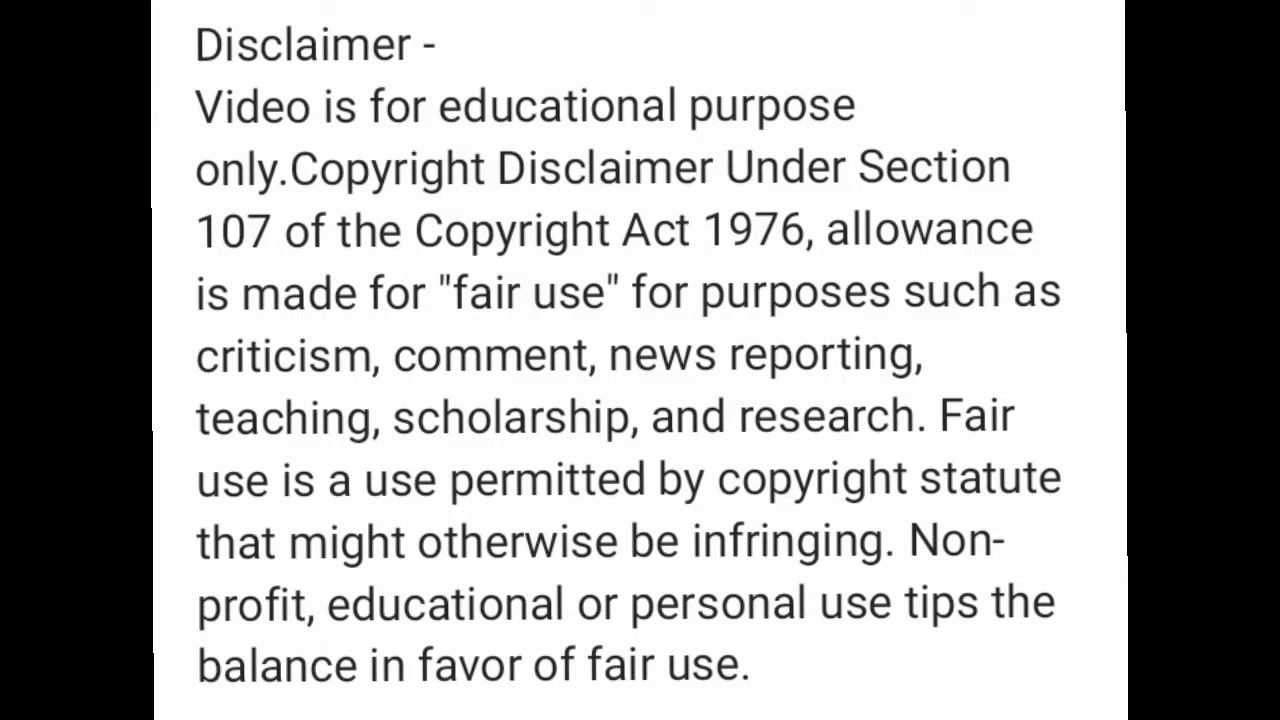 Disclaimer -
Video is for educational purpose
only.Copyright Disclaimer Under Section
107 of the Copyright Act 1976, allowance
is made for "fair use" for purposes such as
criticism, comment, news reporting,
teaching, scholarship, and research. Fair
use is a use permitted by copyright statute
that might otherwise be infringing. Non-
profit, educational or personal use tips the
balance in favor of fair use.